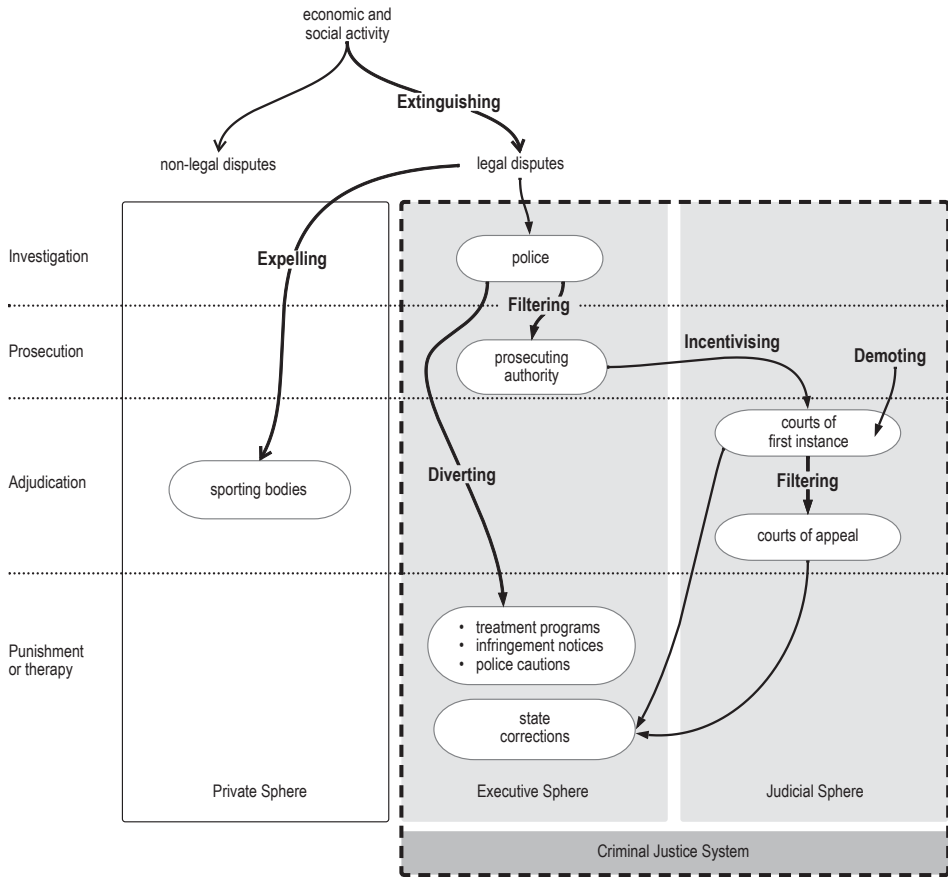 economic and
social activity
Extinguishing
non-legal disputes
legal disputes
Investigation
Expelling
police
Filtering
Prosecution
prosecuting
authority
Incentivising
Demoting
courts of
first instance
Adjudication
sporting bodies
Diverting
Filtering
courts of appeal
Punishment
or therapy
• treatment programs
• infringement notices
• police cautions
state
corrections
Private Sphere
Executive Sphere
Judicial Sphere
Criminal Justice System